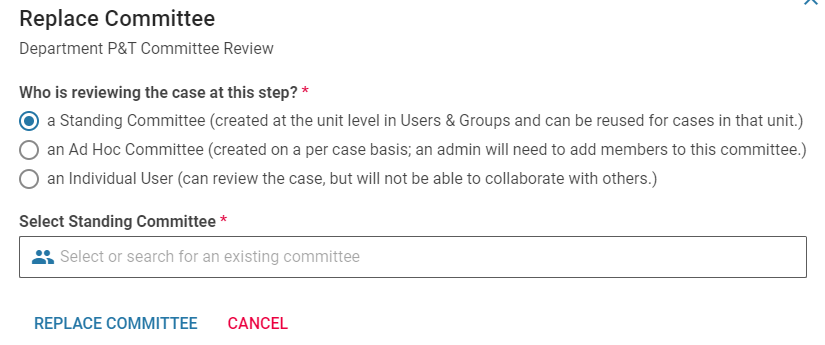 Replace Committee
Department P&T Committee Review
Who is reviewing the case at this step? *
a Standing Committee (created at the unit level in Users & Groups and can be reused for cases in that unit.)
an Ad Hoc Committee (created on a per case basis; an admin will need to add members to this committee.)
an Individual User (can review the case, but will not be able to collaborate with others.)
Select Standing Committee *
Select or search for an existing committee
REPLACE COMMITTEE CANCEL